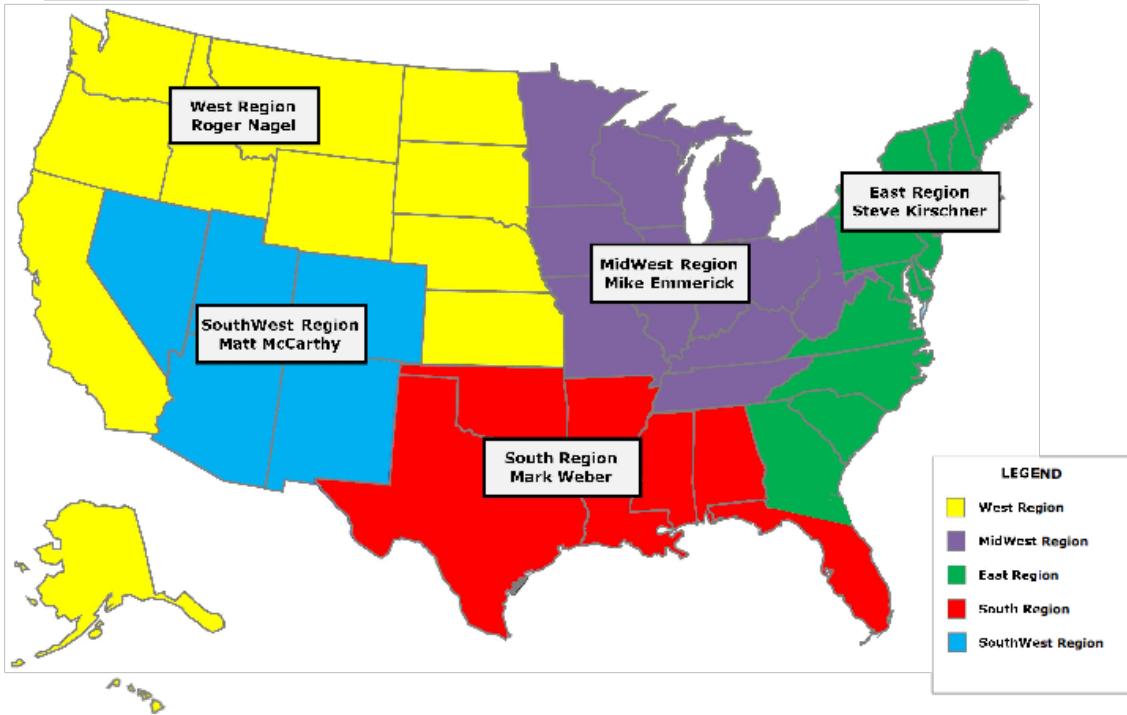 West Region
Roger Nagel
East Region
Steve Kirschner
MidWest Region
Mike Emmerick
SouthWest Region
Matt McCarthy
South Region
Mark Weber
LEGEND
West Region
MidWest Region
East Region
South Region
SouthWest Region